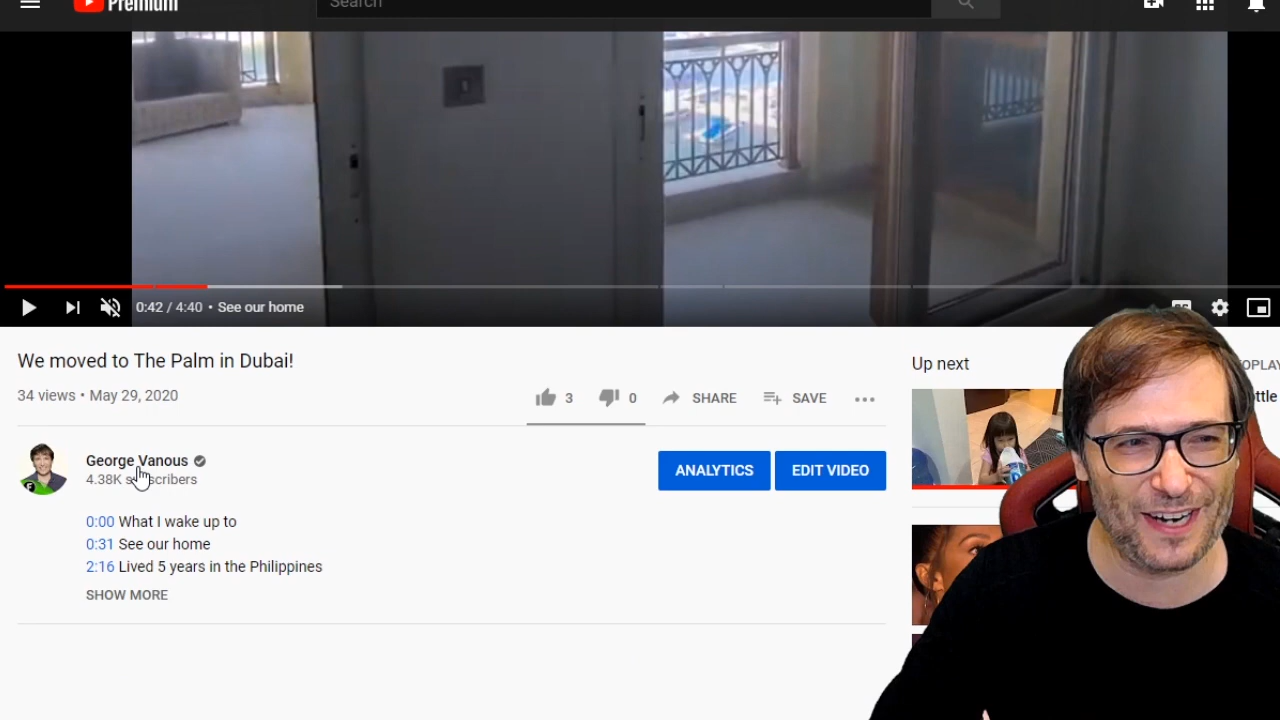 Premium
Search
0:42 / 4:40 • See our home
We moved to The Palm in Dubai!
34 views • May 29, 2020
3
0
SHARE
SAVE
Up next
George Vanous
4.38K
ANALYTICS
EDIT VIDEO
0:00 What I wake up to
0:31 See our home
2:16 Lived 5 years in the Philippines
SHOW MORE